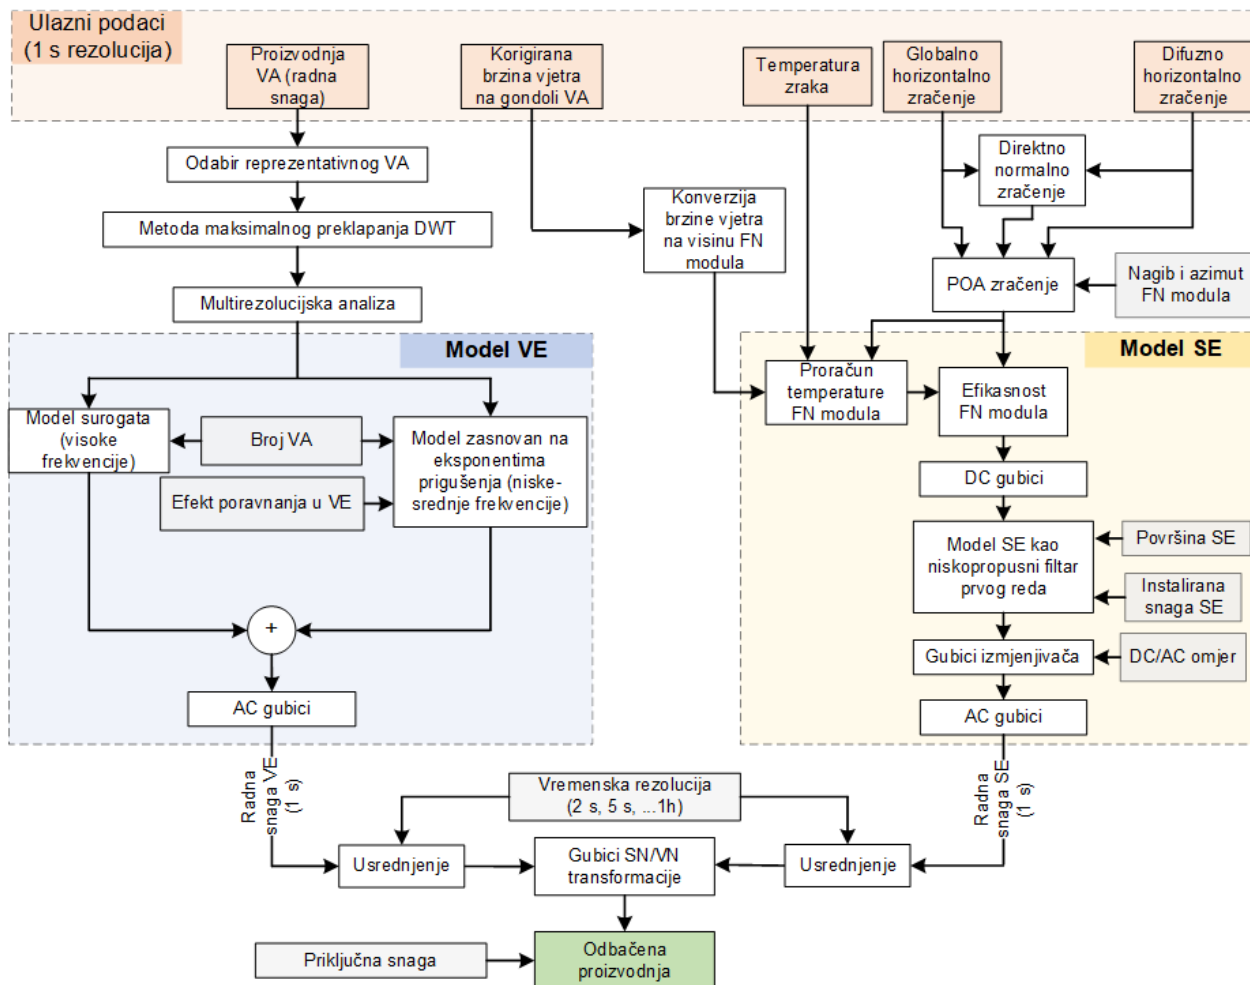 Ulazni podaci
(1 s rezolucija)
Proizvodnja
VA (radna
snaga)
Korigirana
brzina vjetra
na gondoli VA
Temperatura
zraka
Globalno
horizontalno
zračenje
Difuzno
horizontalno
zračenje
Odabir reprezentativnog VA
Direktno
normalno
zračenje
Metoda maksimalnog preklapanja DWT
Konverzija
brzine vjetra
na visinu FN
modula
Multirezolucijska analiza
POA zračenje
Nagib i azimut
FN modula
Model VE
Model SE
Model surogata
(visoke
frekvencije)
Broj VA
Model zasnovan na
eksponentima
prigušenja (niske-
srednje frekvencije)
Efekt poravnanja u VE
Proračun
temperature
FN modula
Efikasnost
FN modula
DC gubici
Model SE kao
niskopropusni filtar
prvog reda
Površina SE
Instalirana
snaga SE
+
Gubici izmjenjivača
DC/AC omjer
AC gubici
AC gubici
Radna
snaga VE
(1 s)
Radna
snaga SE
(1 s)
Vremenska rezolucija
(2 s, 5 s, ...1h)
Usrednjenje
Gubici SN/VN
transformacije
Usrednjenje
Priključna snaga
Odbačena
proizvodnja